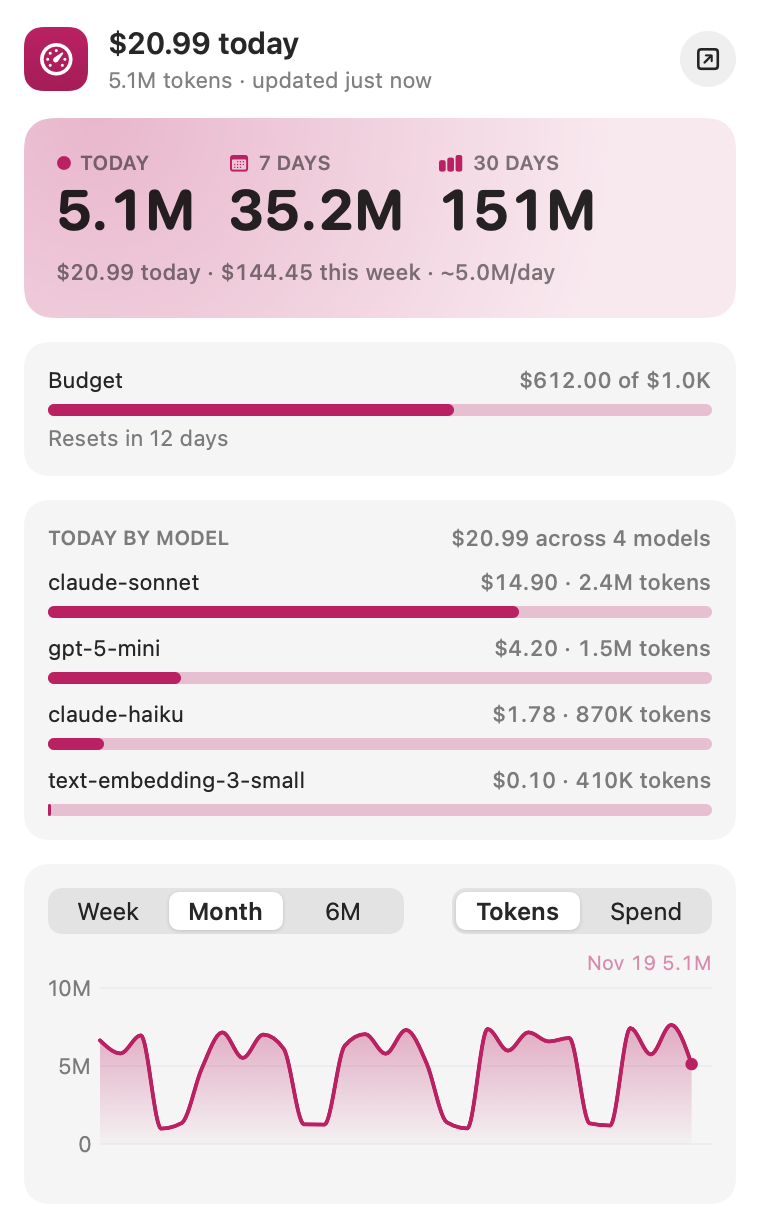 $20.99 today
5.1M tokens · updated just now
TODAY 7 DAYS 30 DAYS
5.1M 35.2M 151M
$20.99 today · $144.45 this week · ~5.0M/day
Budget $612.00 of $1.0K
Resets in 12 days
TODAY BY MODEL $20.99 across 4 models
claude-sonnet $14.90 · 2.4M tokens
gpt-5-mini $4.20 · 1.5M tokens
claude-haiku $1.78 · 870K tokens
text-embedding-3-small $0.10 · 410K tokens
Week Month 6M Tokens Spend
Nov 19 5.1M
10M
5M
0